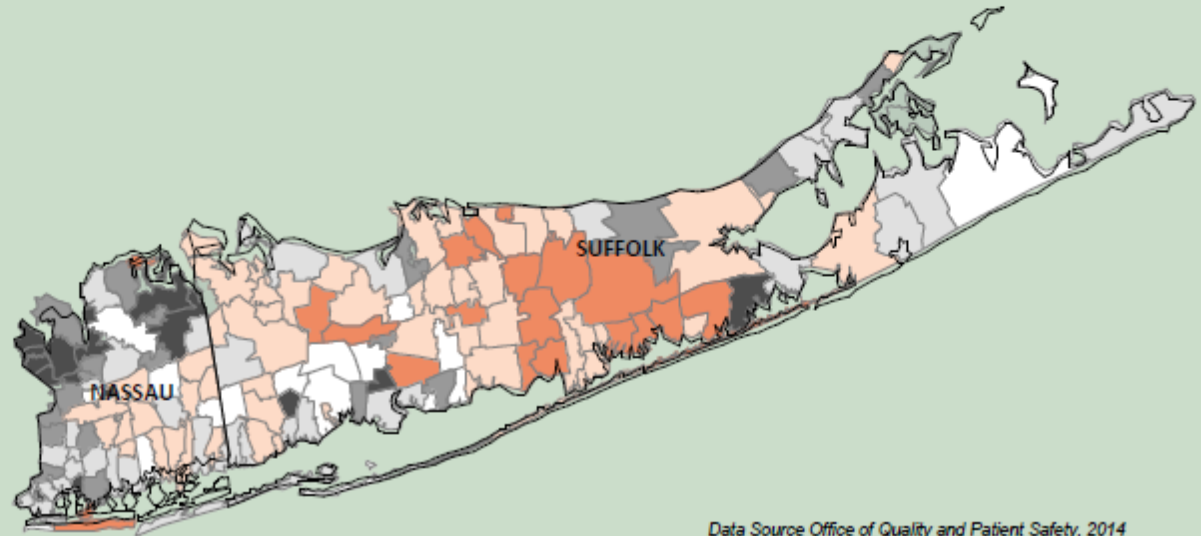 SUFFOLK
NASSAU
Data Source Office of Quality and Patient Safety, 2014